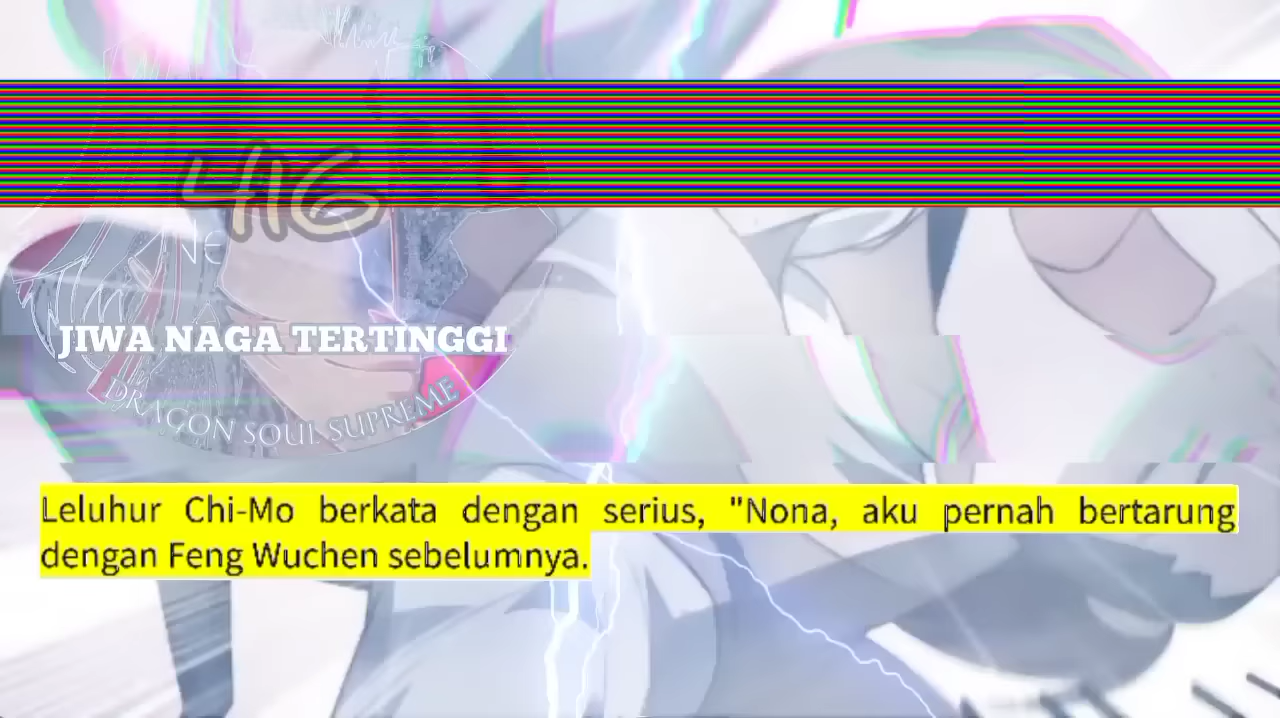 416
JIWA NAGA TERTINGGI
DRAGON SOUL SUPREME
Leluhur Chi-Mo berkata dengan serius, "Nona, aku pernah bertarung
dengan Feng Wuchen sebelumnya.